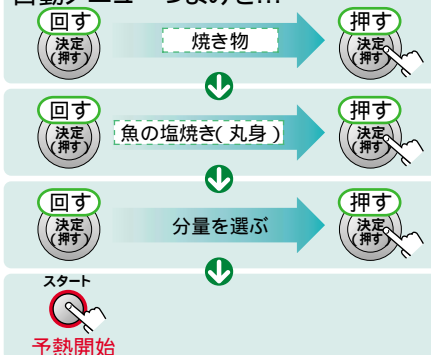 回す
決定
(押す)
焼き物
押す
決定
(押す)
回す
決定
(押す)
魚の塩焼き(丸身)
押す
決定
(押す)
回す
決定
(押す)
分量を選ぶ
押す
決定
(押す)
スタート
予熱開始